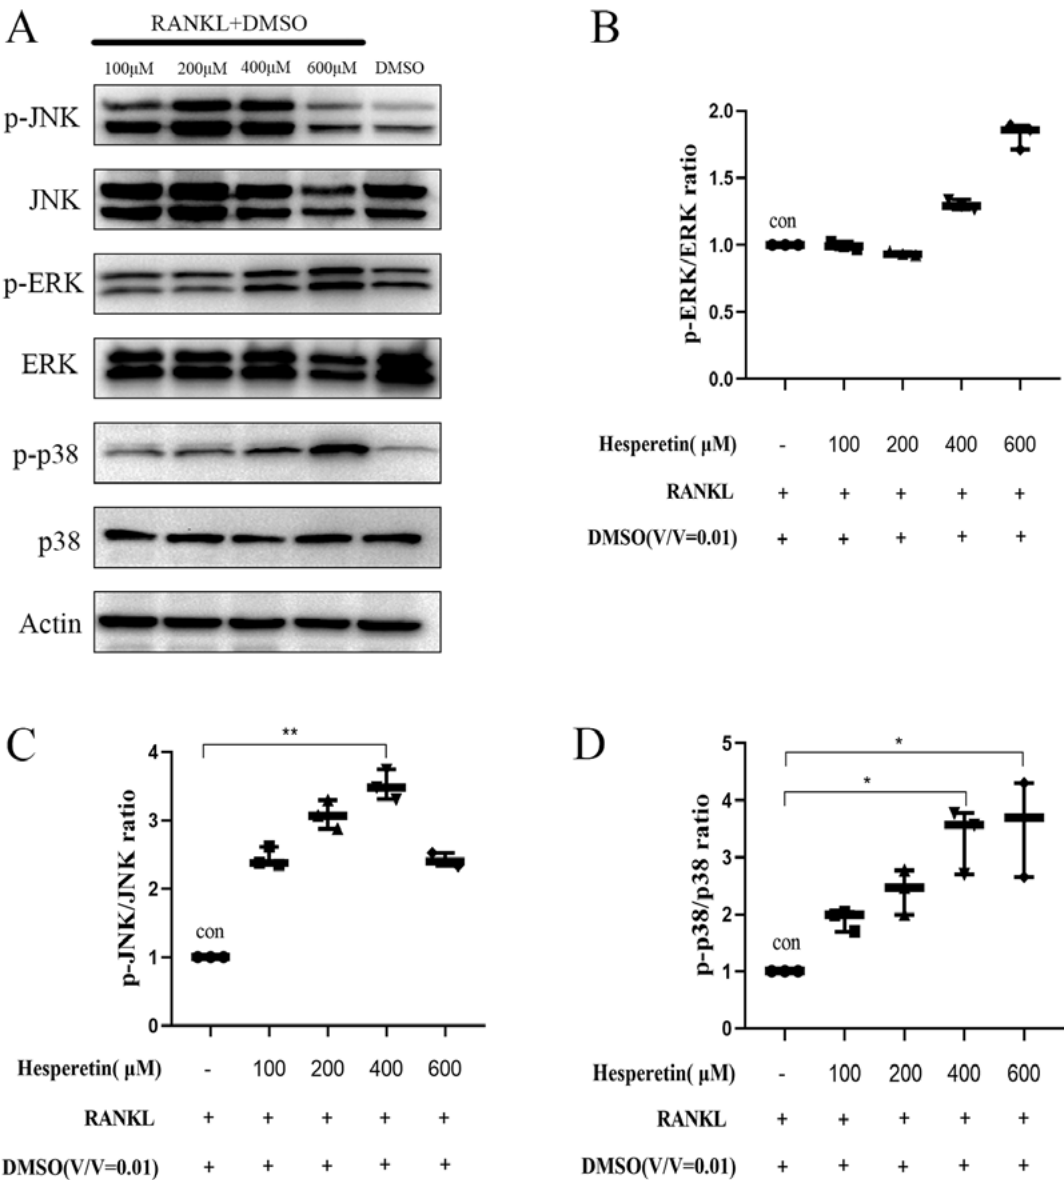 A
RANKL+DMSO
100μM 200μM 400μM 600μM DMSO
p-JNK
JNK
p-ERK
ERK
p-p38
p38
Actin
B
p-ERK/ERK ratio
2.0
1.5
1.0
0.5
0.0
con
Hesperetin( μM) - 100 200 400 600
RANKL + + + + +
DMSO(V/V=0.01) + + + + +
C
p-JNK/JNK ratio
4
3
2
1
0
**
con
Hesperetin( μM) - 100 200 400 600
RANKL + + + + +
DMSO(V/V=0.01) + + + + +
D
p-p38/p38 ratio
5
4
3
2
1
0
*
*
con
Hesperetin( μM) - 100 200 400 600
RANKL + + + + +
DMSO(V/V=0.01) + + + + +